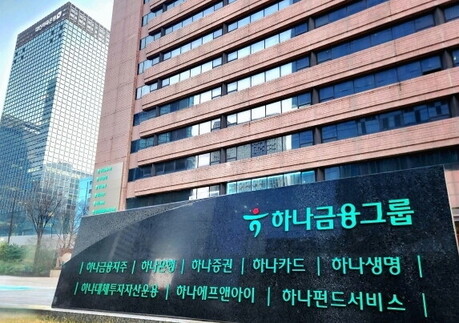 하나금융그룹
| 하나금융지주 | 하나은행 | 하나증권 | 하나카드 | 하나생명 |
| 하나대체투자자산운용 | 하나에프앤아이 | 하나펀드서비스 |